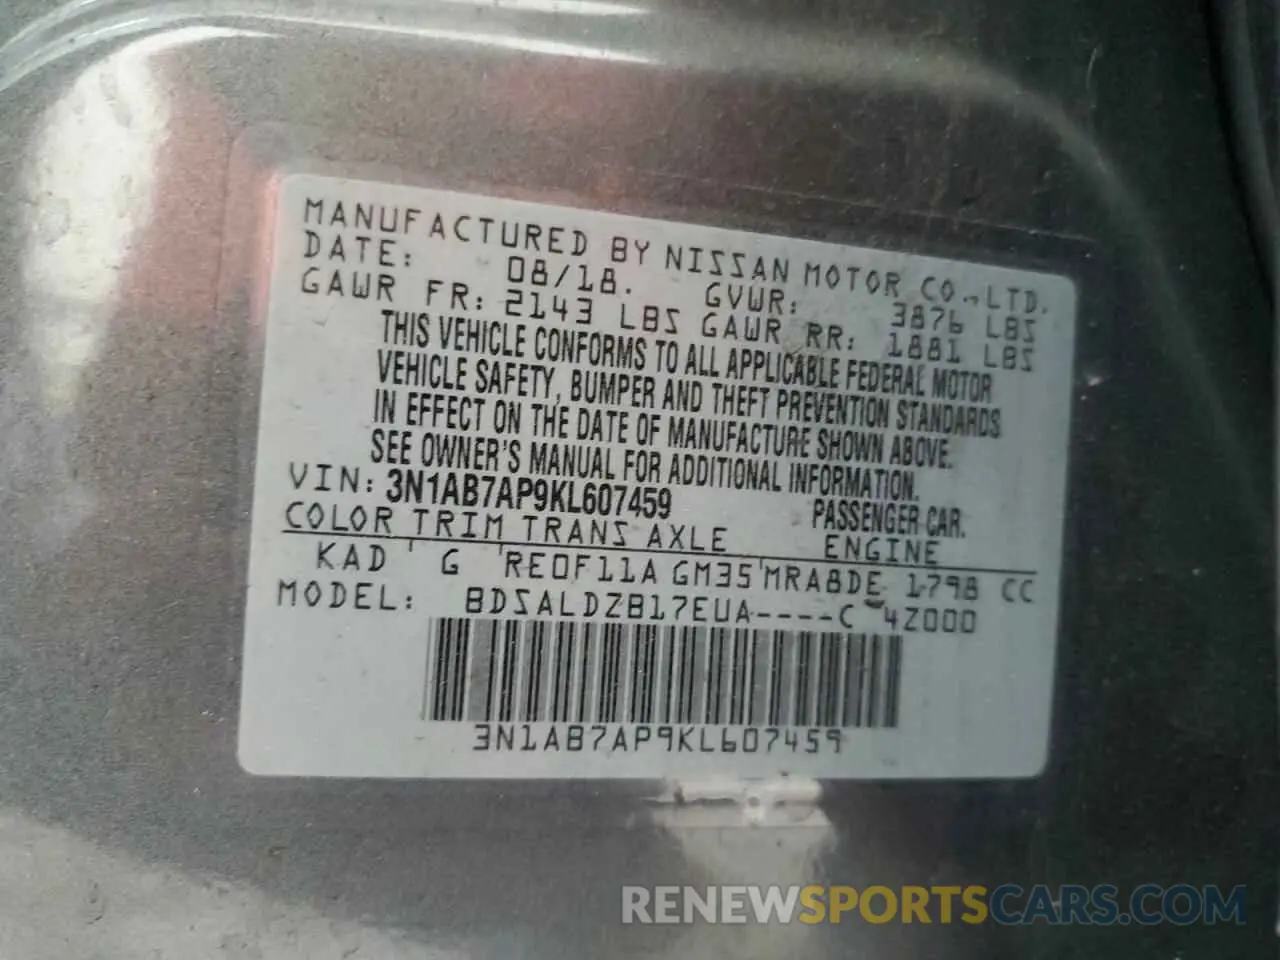 MANUFACTURED BY NISSAN MOTOR CO.,LTD.
DATE: 08/18. GVWR: 3876 LBS
GAWR FR: 2143 LBS GAWR RR: 1881 LBS
THIS VEHICLE CONFORMS TO ALL APPLICABLE FEDERAL MOTOR
VEHICLE SAFETY, BUMPER AND THEFT PREVENTION STANDARDS
IN EFFECT ON THE DATE OF MANUFACTURE SHOWN ABOVE.
SEE OWNER'S MANUAL FOR ADDITIONAL INFORMATION.
VIN: 3N1AB7AP9KL607459 PASSENGER CAR.
COLOR TRIM TRANS AXLE ENGINE
KAD ' G 'RE0F11A GM35'MRA8DE 1798 CC
MODEL: BDSALDZB17EUA----C 4Z000
3N1AB7AP9KL607459
RENEWSPORTSCARS.COM